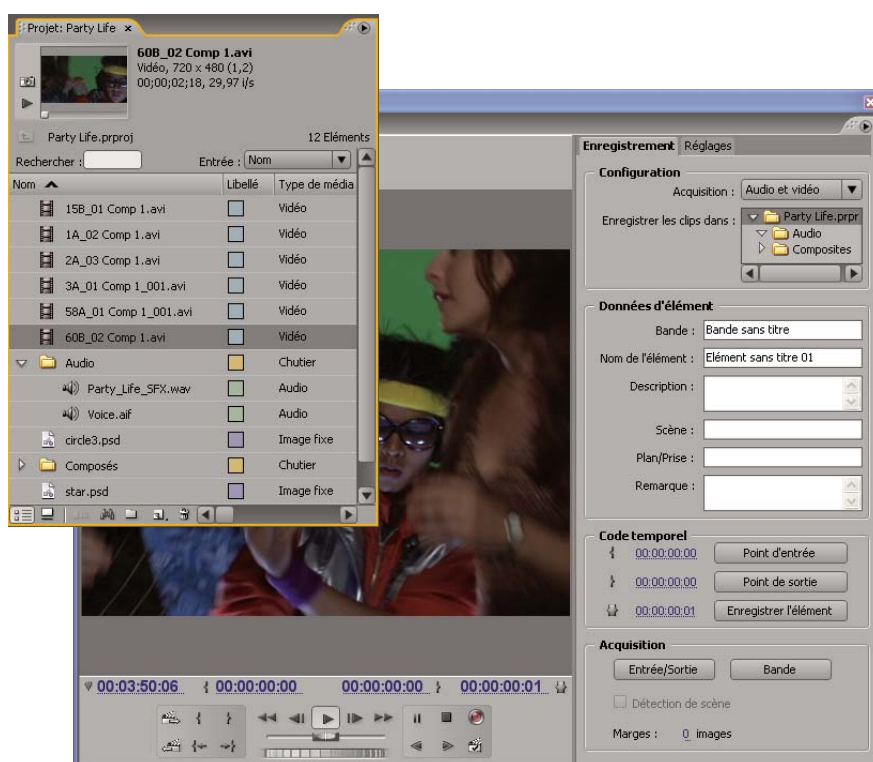 Projet: Party Life
60B_02 Comp 1.avi
Vidéo, 720 x 480 (1,2)
00;00;02;18, 29,97 i/s
Party Life.prproj
12 Eléments
Rechercher :
Entrée : Nom
Nom Libellé Type de média
15B_01 Comp 1.avi Vidéo
1A_02 Comp 1.avi Vidéo
2A_03 Comp 1.avi Vidéo
3A_01 Comp 1_001.avi Vidéo
58A_01 Comp 1_001.avi Vidéo
60B_02 Comp 1.avi Vidéo
Audio Chutier
Party_Life_SFX.wav Audio
Voice.aif Audio
circle3.psd Image fixe
Composés Chutier
star.psd Image fixe
Enregistrement Réglages
Configuration
Acquisition : Audio et vidéo
Enregistrer les clips dans : Party Life.prpr
Audio
Composites
Données d'élément
Bande : Bande sans titre
Nom de l'élément : Elément sans titre 01
Description :
Scène :
Plan/Prise :
Remarque :
Code temporel
00:00:00:00 Point d'entrée
00:00:00:00 Point de sortie
00:00:00:01 Enregistrer l'élément
Acquisition
Entrée/Sortie Bande
Détection de scène
Marges : 0 images
00:03:50:06 00:00:00:00 00:00:00:00 00:00:00:01